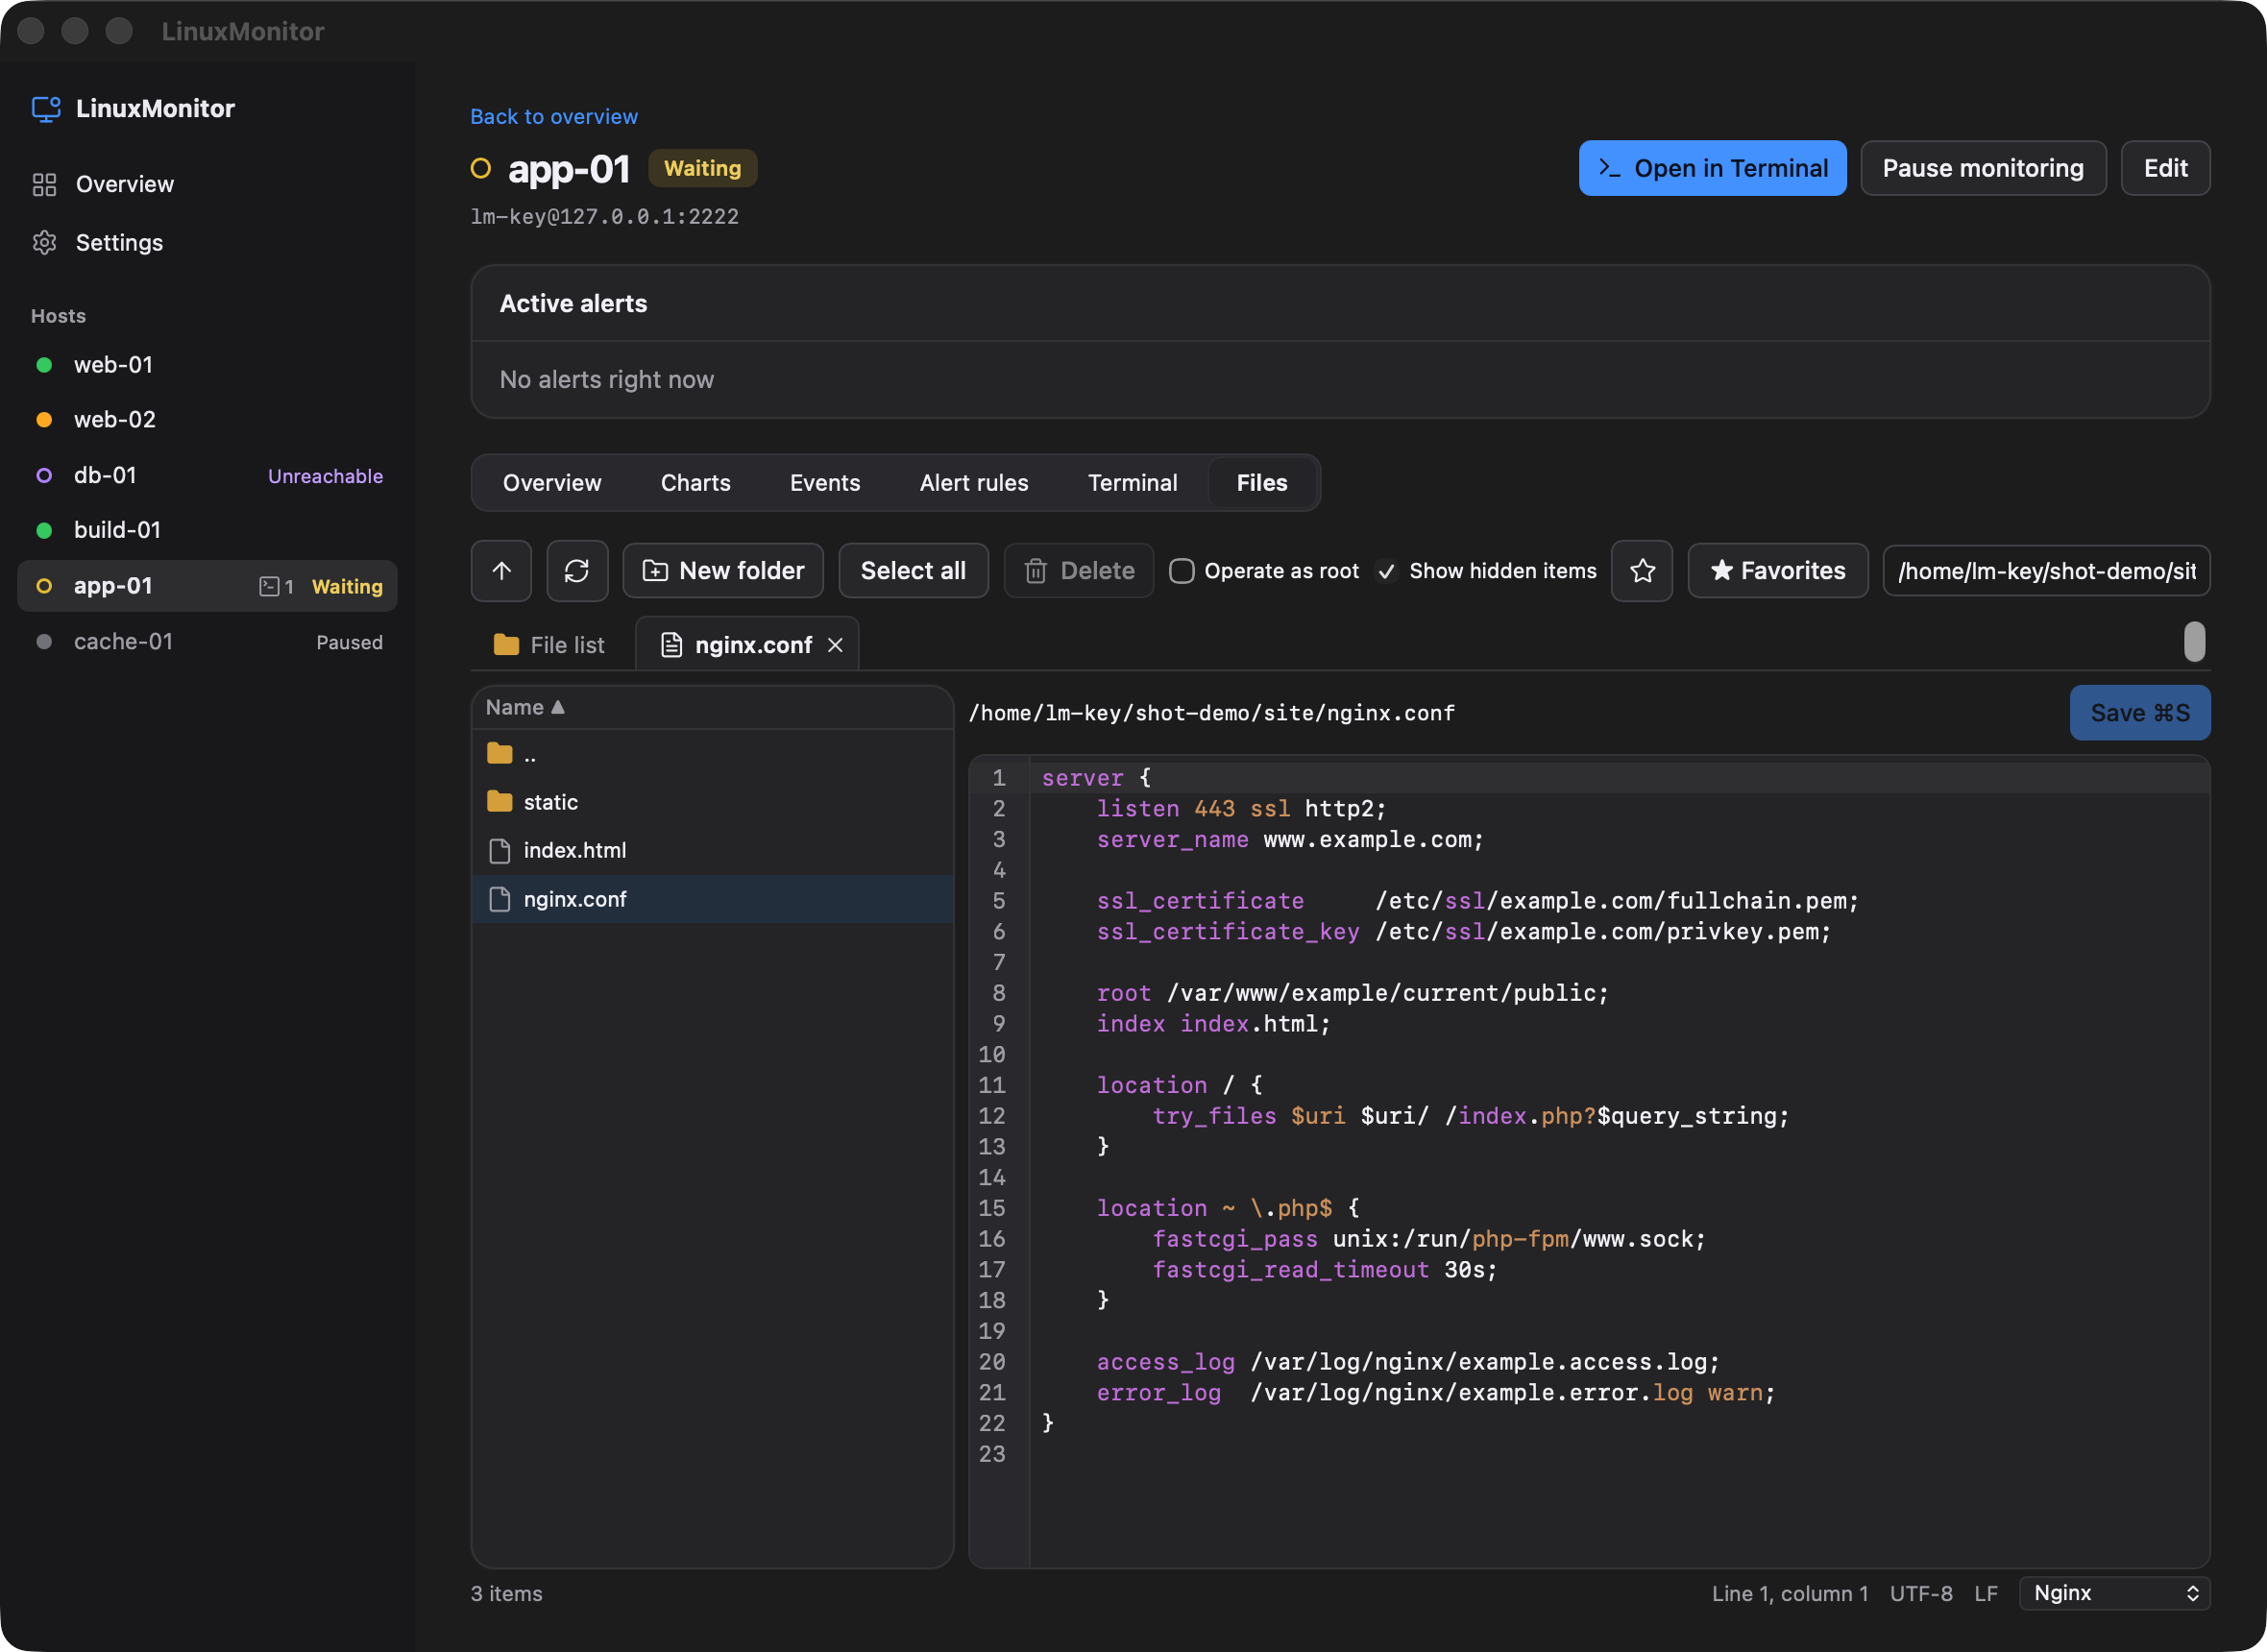 LinuxMonitor
LinuxMonitor
Overview
Settings
Hosts
web-01
web-02
db-01 Unreachable
build-01
app-01 1 Waiting
cache-01 Paused
Back to overview
app-01 Waiting
lm-key@127.0.0.1:2222
>_ Open in Terminal Pause monitoring Edit
Active alerts
No alerts right now
Overview Charts Events Alert rules Terminal Files
New folder Select all Delete Operate as root Show hidden items Favorites /home/lm-key/shot-demo/sit
File list nginx.conf
Name
..
static
index.html
nginx.conf
3 items
/home/lm-key/shot-demo/site/nginx.conf Save ⌘S
1 server {
2     listen 443 ssl http2;
3     server_name www.example.com;
4
5     ssl_certificate     /etc/ssl/example.com/fullchain.pem;
6     ssl_certificate_key /etc/ssl/example.com/privkey.pem;
7
8     root /var/www/example/current/public;
9     index index.html;
10
11     location / {
12         try_files $uri $uri/ /index.php?$query_string;
13     }
14
15     location ~ \.php$ {
16         fastcgi_pass unix:/run/php-fpm/www.sock;
17         fastcgi_read_timeout 30s;
18     }
19
20     access_log /var/log/nginx/example.access.log;
21     error_log  /var/log/nginx/example.error.log warn;
22 }
23
Line 1, column 1 UTF-8 LF Nginx